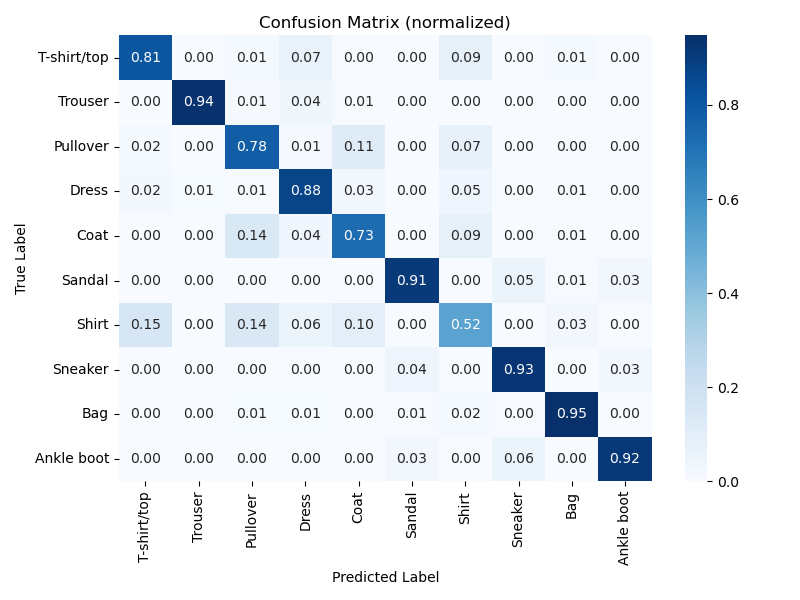 Confusion Matrix (normalized)
True Label
T-shirt/top 0.81 0.00 0.01 0.07 0.00 0.00 0.09 0.00 0.01 0.00
Trouser 0.00 0.94 0.01 0.04 0.01 0.00 0.00 0.00 0.00 0.00
Pullover 0.02 0.00 0.78 0.01 0.11 0.00 0.07 0.00 0.00 0.00
Dress 0.02 0.01 0.01 0.88 0.03 0.00 0.05 0.00 0.01 0.00
Coat 0.00 0.00 0.14 0.04 0.73 0.00 0.09 0.00 0.01 0.00
Sandal 0.00 0.00 0.00 0.00 0.00 0.91 0.00 0.05 0.01 0.03
Shirt 0.15 0.00 0.14 0.06 0.10 0.00 0.52 0.00 0.03 0.00
Sneaker 0.00 0.00 0.00 0.00 0.00 0.04 0.00 0.93 0.00 0.03
Bag 0.00 0.00 0.01 0.01 0.00 0.01 0.02 0.00 0.95 0.00
Ankle boot 0.00 0.00 0.00 0.00 0.00 0.03 0.00 0.06 0.00 0.92
T-shirt/top Trouser Pullover Dress Coat Sandal Shirt Sneaker Bag Ankle boot
Predicted Label
0.8
0.6
0.4
0.2
0.0